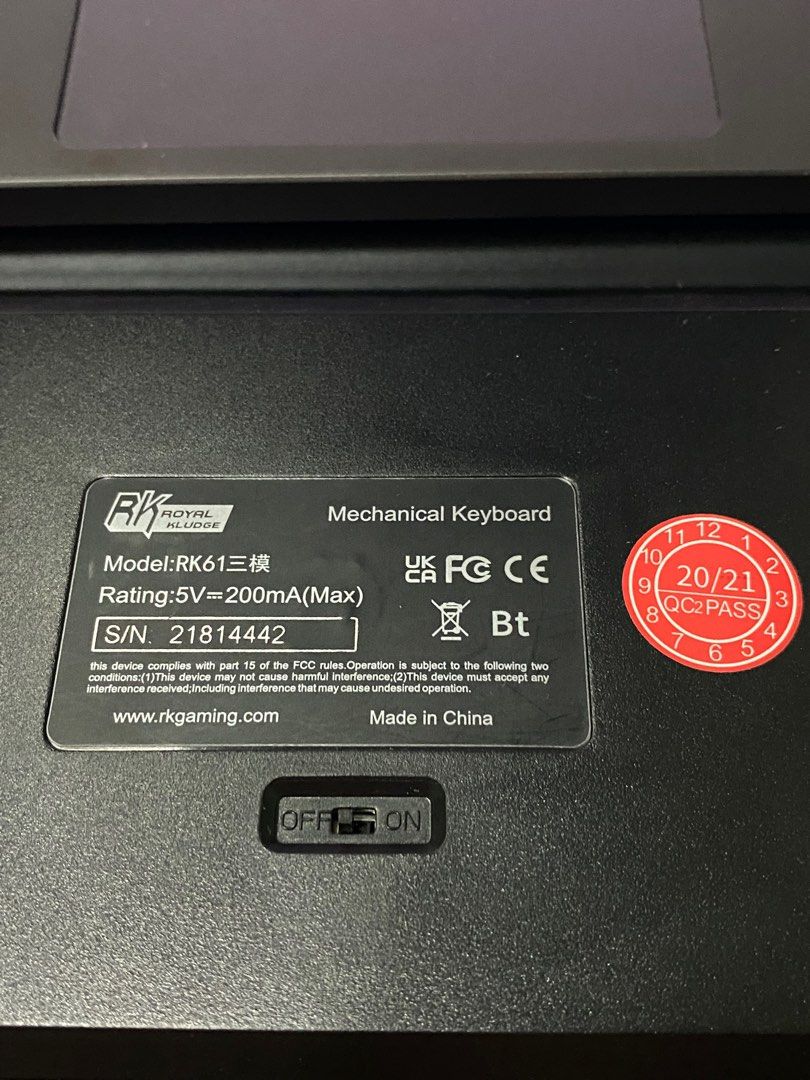 RK ROYAL KLUDGE
Mechanical Keyboard
Model:RK61三模
UK CA FC CE
Rating:5V⎓200mA(Max)
S/N. 21814442
Bt
this device complies with part 15 of the FCC rules.Operation is subject to the following two
conditions:(1)This device may not cause harmful interference;(2)This device must accept any
interference received;Including interference that may cause undesired operation.
www.rkgaming.com
Made in China
12 1 2 3 4 5 6 7 8 9 10 11
20/21
QC2PASS
OFF ON